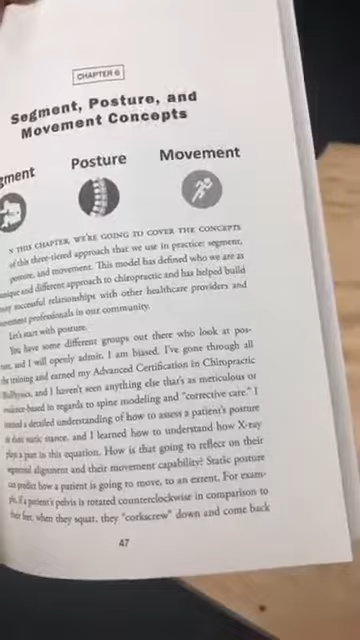 CHAPTER 6
Segment, Posture, and
Movement Concepts
gment Posture Movement
N THIS CHAPTER, WE'RE GOING TO COVER THE CONCEPTS
of this three-tiered approach that we use in practice: segment,
posture, and movement. This model has defined who we are as
unique and different approach to chiropractic and has helped build
many successful relationships with other healthcare providers and
movement professionals in our community.
Let's start with posture.
You have some different groups out there who look at pos-
ture, and I will openly admit, I am biased. I've gone through all
the training and earned my Advanced Certification in Chiropractic
BioPhysics, and I haven't seen anything else that's as meticulous or
evidence-based in regards to spine modeling and "corrective care." I
gained a detailed understanding of how to assess a patient's posture
in their static stance, and I learned how to understand how X-ray
plays a part in this equation. How is that going to reflect on their
segmental alignment and their movement capability? Static posture
can predict how a patient is going to move, to an extent. For exam-
ple, if a patient's pelvis is rotated counterclockwise in comparison to
their feet, when they squat, they "corkscrew" down and come back
47